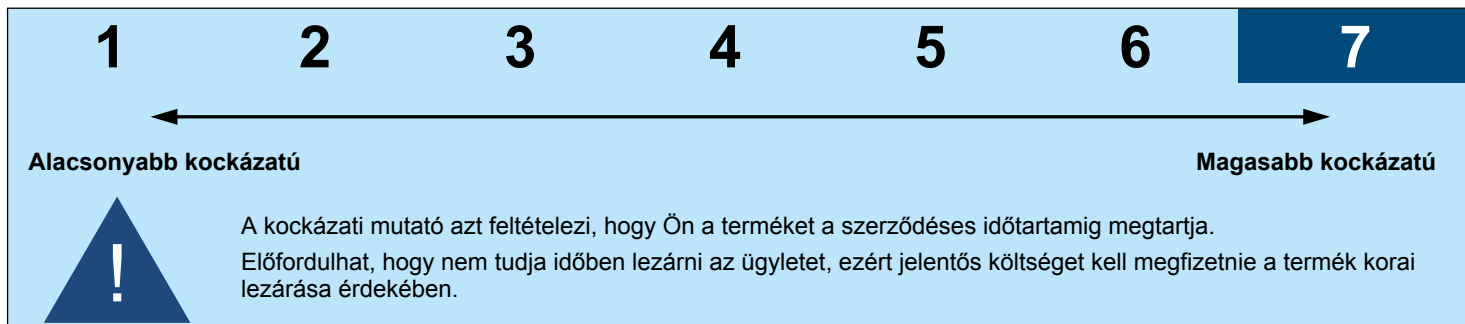 1 2 3 4 5 6 7
Alacsonyabb kockázatú Magasabb kockázatú
A kockázati mutató azt feltételezi, hogy Ön a terméket a szerződéses időtartamig megtartja.
! Előfordulhat, hogy nem tudja időben lezárni az ügyletet, ezért jelentős költséget kell megfizetnie a termék korai
lezárása érdekében.